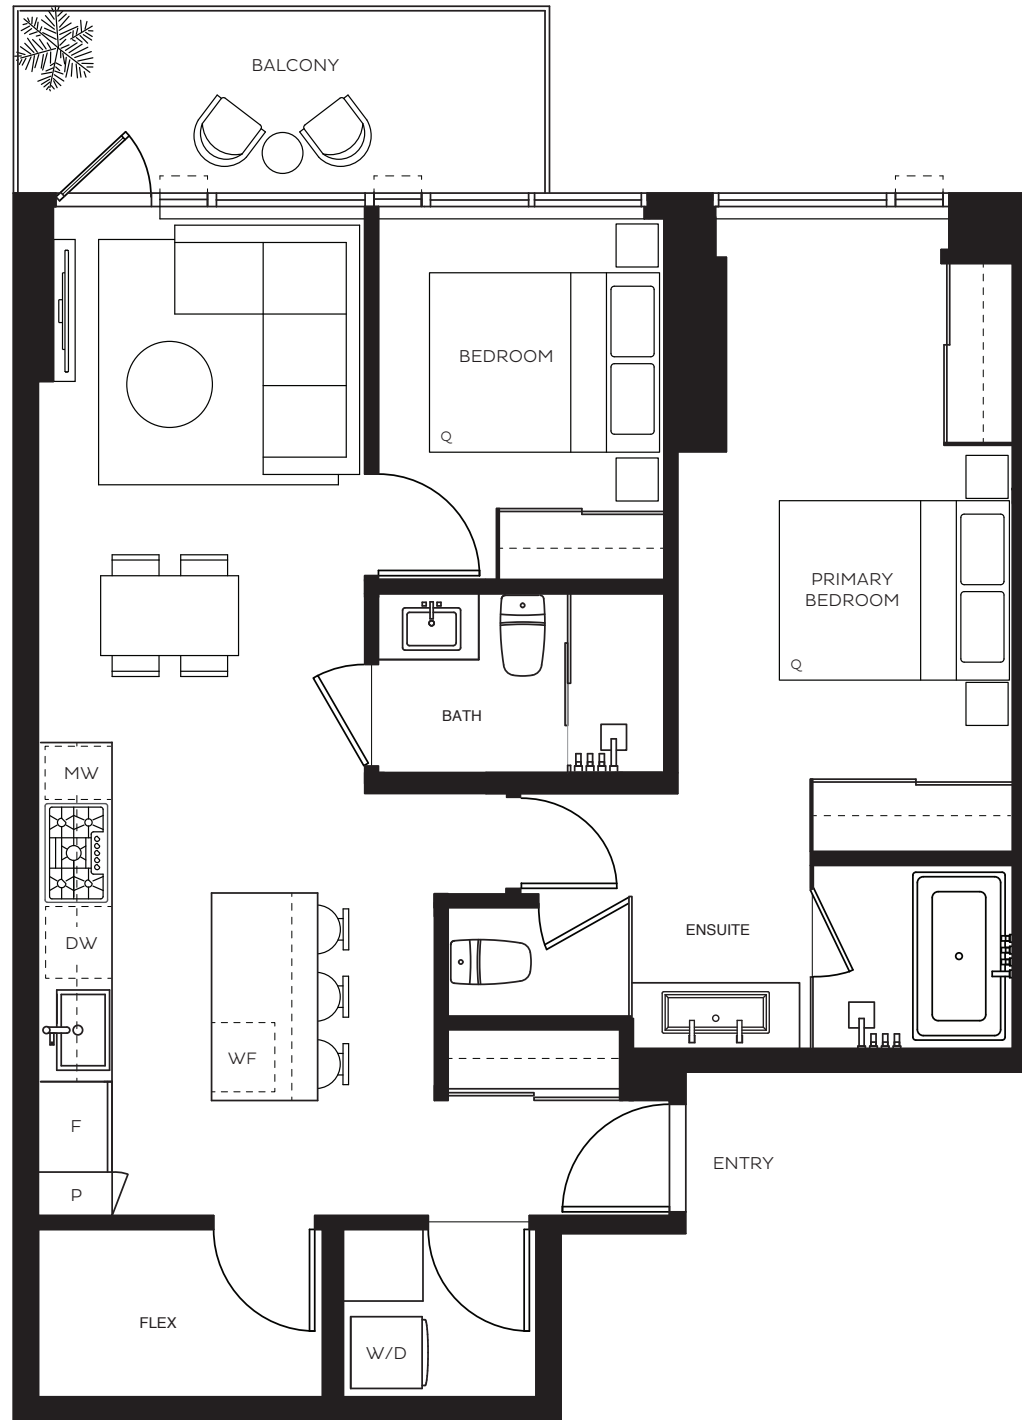 BALCONY
BEDROOM
Q
PRIMARY
BEDROOM
Q
BATH
MW
DW
ENSUITE
WF
F
P
ENTRY
FLEX
W/D